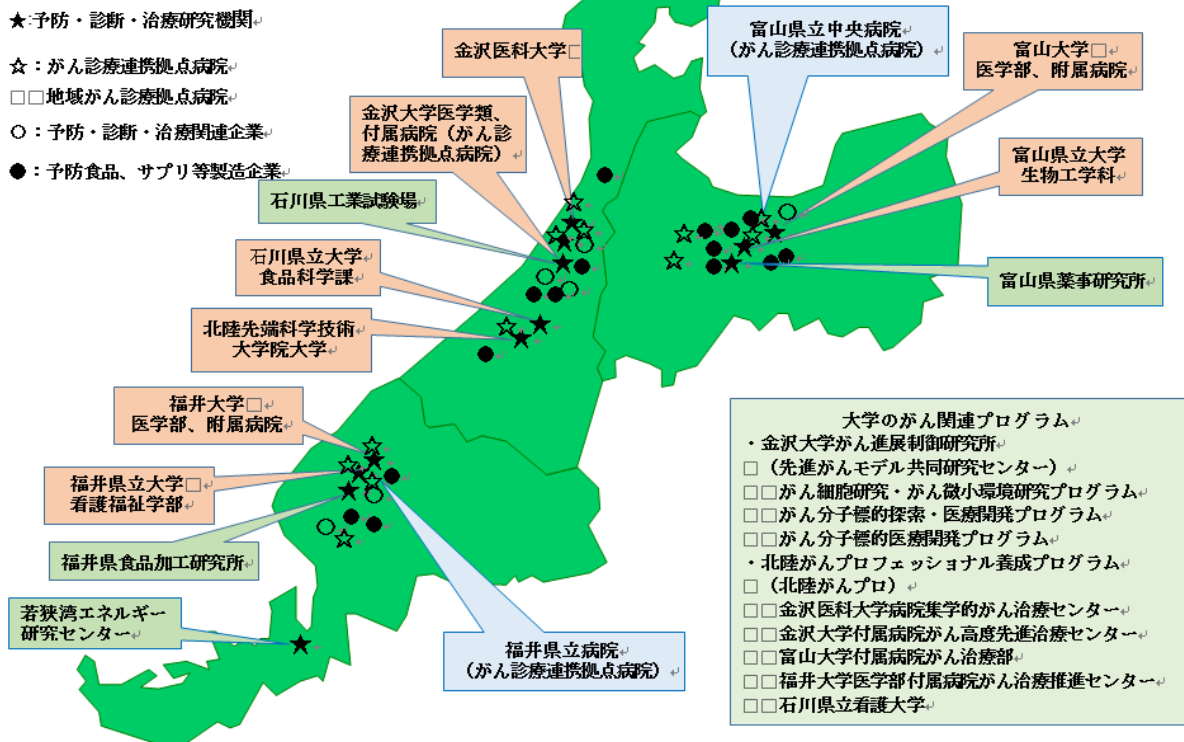 ★:予防・診断・治療研究機関
☆：がん診療連携拠点病院
□□地域がん診療拠点病院
○：予防・診断・治療関連企業
●：予防食品、サプリ等製造企業
金沢医科大学□
富山県立中央病院
（がん診療連携拠点病院）
富山大学□
医学部、附属病院
金沢大学医学類、
付属病院（がん診
療連携拠点病院）
富山県立大学
生物工学科
石川県工業試験場
石川県立大学
食品科学課
富山県薬事研究所
北陸先端科学技術
大学院大学
福井大学□
医学部、附属病院
福井県立大学□
看護福祉学部
福井県食品加工研究所
若狭湾エネルギー
研究センター
福井県立病院
（がん診療連携拠点病院）
大学のがん関連プログラム
・金沢大学がん進展制御研究所
□（先進がんモデル共同研究センター）
□□がん細胞研究・がん微小環境研究プログラム
□□がん分子標的探索・医療開発プログラム
□□がん分子標的医療開発プログラム
・北陸がんプロフェッショナル養成プログラム
□（北陸がんプロ）
□□金沢医科大学病院集学的がん治療センター
□□金沢大学付属病院がん高度先進治療センター
□□富山大学付属病院がん治療部
□□福井大学医学部付属病院がん治療推進センター
□□石川県立看護大学